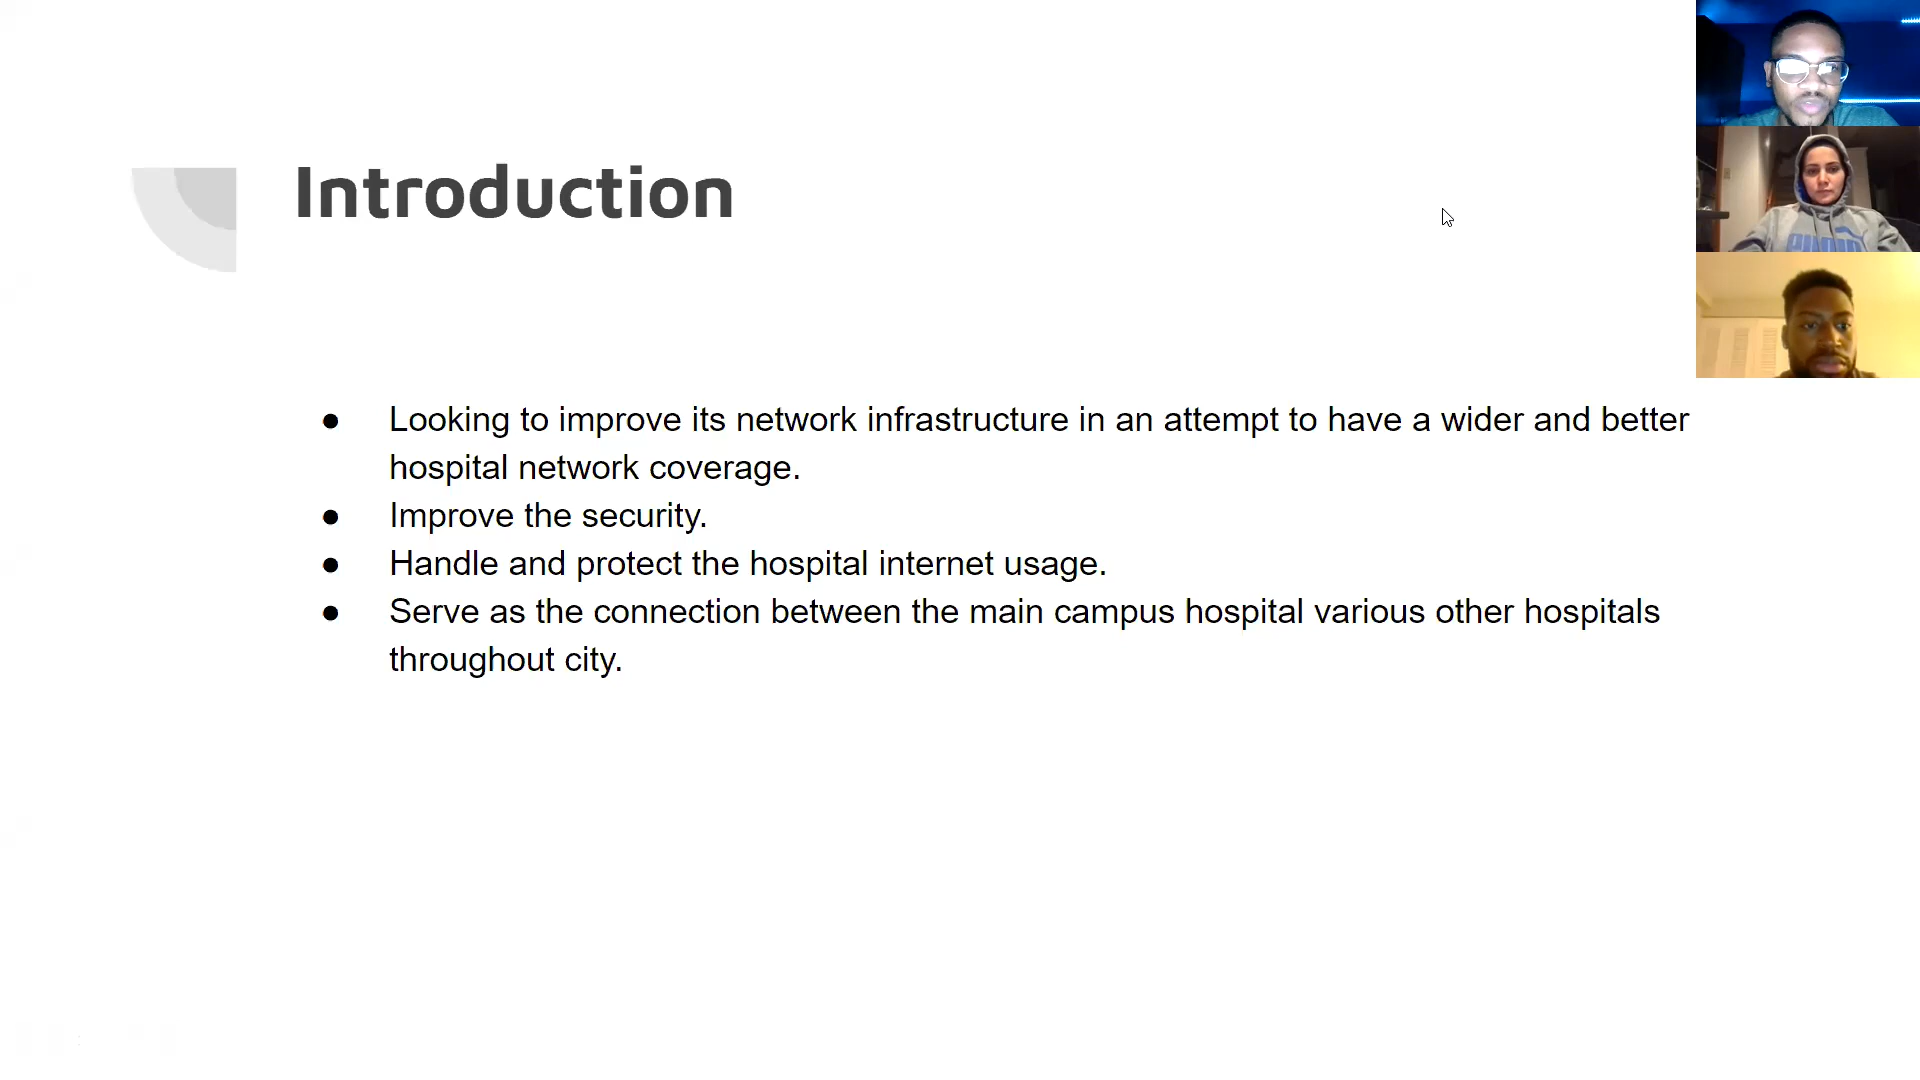 Introduction
● Looking to improve its network infrastructure in an attempt to have a wider and better
hospital network coverage.
● Improve the security.
● Handle and protect the hospital internet usage.
● Serve as the connection between the main campus hospital various other hospitals
throughout city.